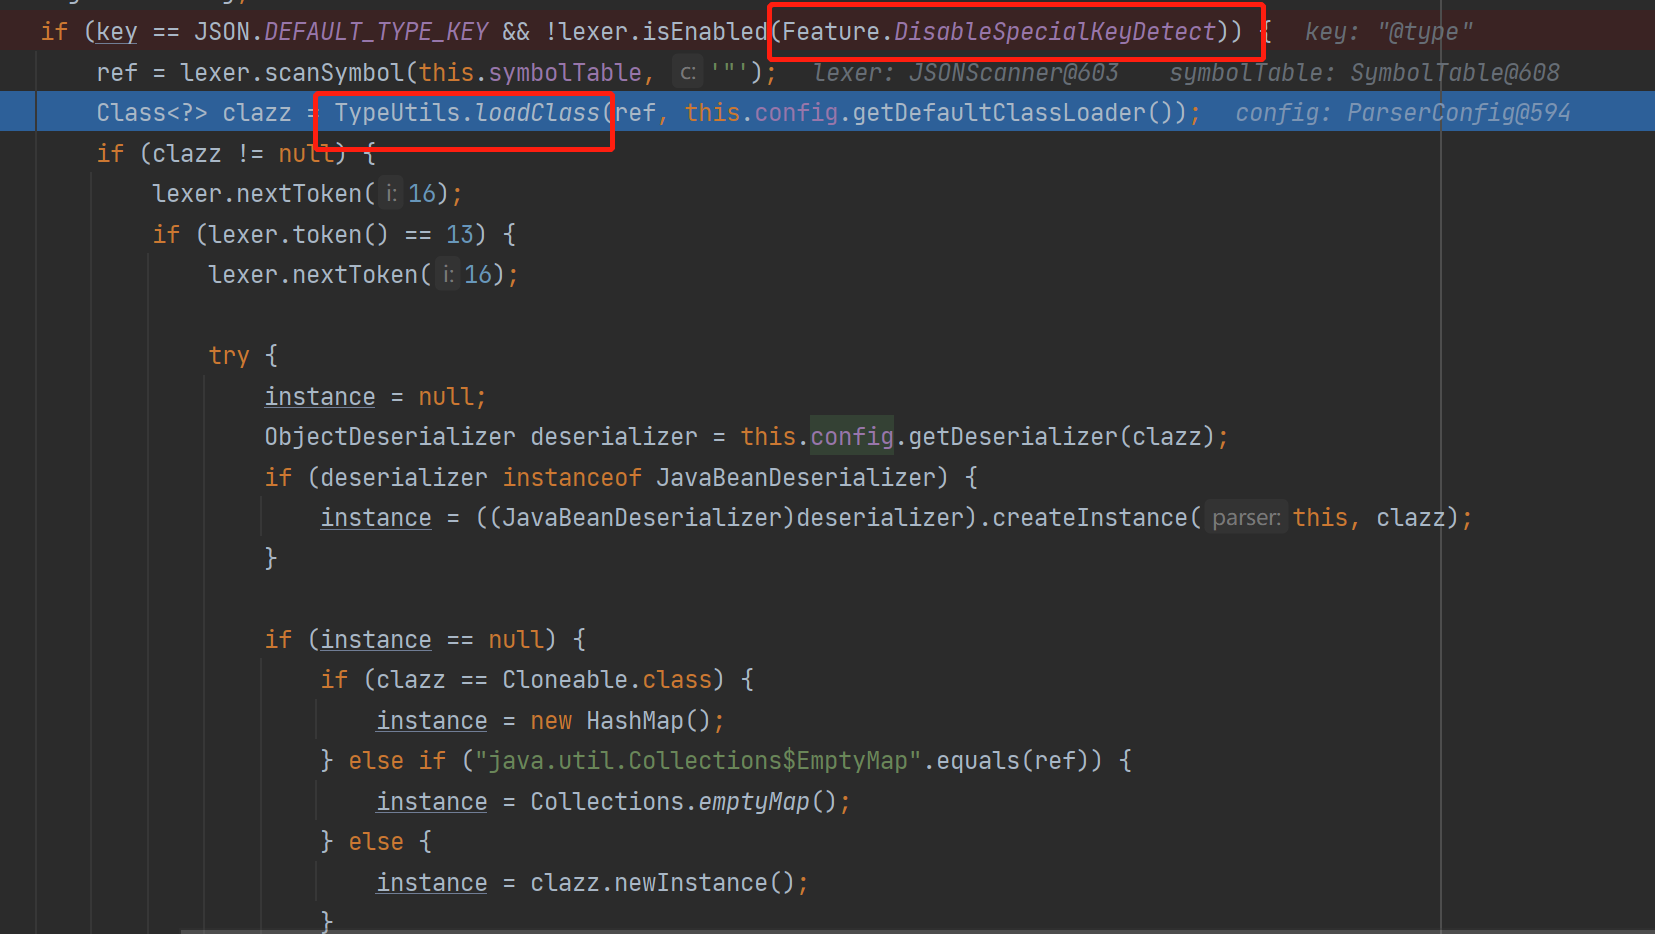 if (key == JSON.DEFAULT_TYPE_KEY && !lexer.isEnabled(Feature.DisableSpecialKeyDetect)) {   key: "@type"
ref = lexer.scanSymbol(this.symbolTable, c: '"');   lexer: JSONScanner@603   symbolTable: SymbolTable@608
Class<?> clazz = TypeUtils.loadClass(ref, this.config.getDefaultClassLoader());   config: ParserConfig@594
if (clazz != null) {
lexer.nextToken( i: 16);
if (lexer.token() == 13) {
lexer.nextToken( i: 16);
try {
instance = null;
ObjectDeserializer deserializer = this.config.getDeserializer(clazz);
if (deserializer instanceof JavaBeanDeserializer) {
instance = ((JavaBeanDeserializer)deserializer).createInstance( parser: this, clazz);
}
if (instance == null) {
if (clazz == Cloneable.class) {
instance = new HashMap();
} else if ("java.util.Collections$EmptyMap".equals(ref)) {
instance = Collections.emptyMap();
} else {
instance = clazz.newInstance();
}